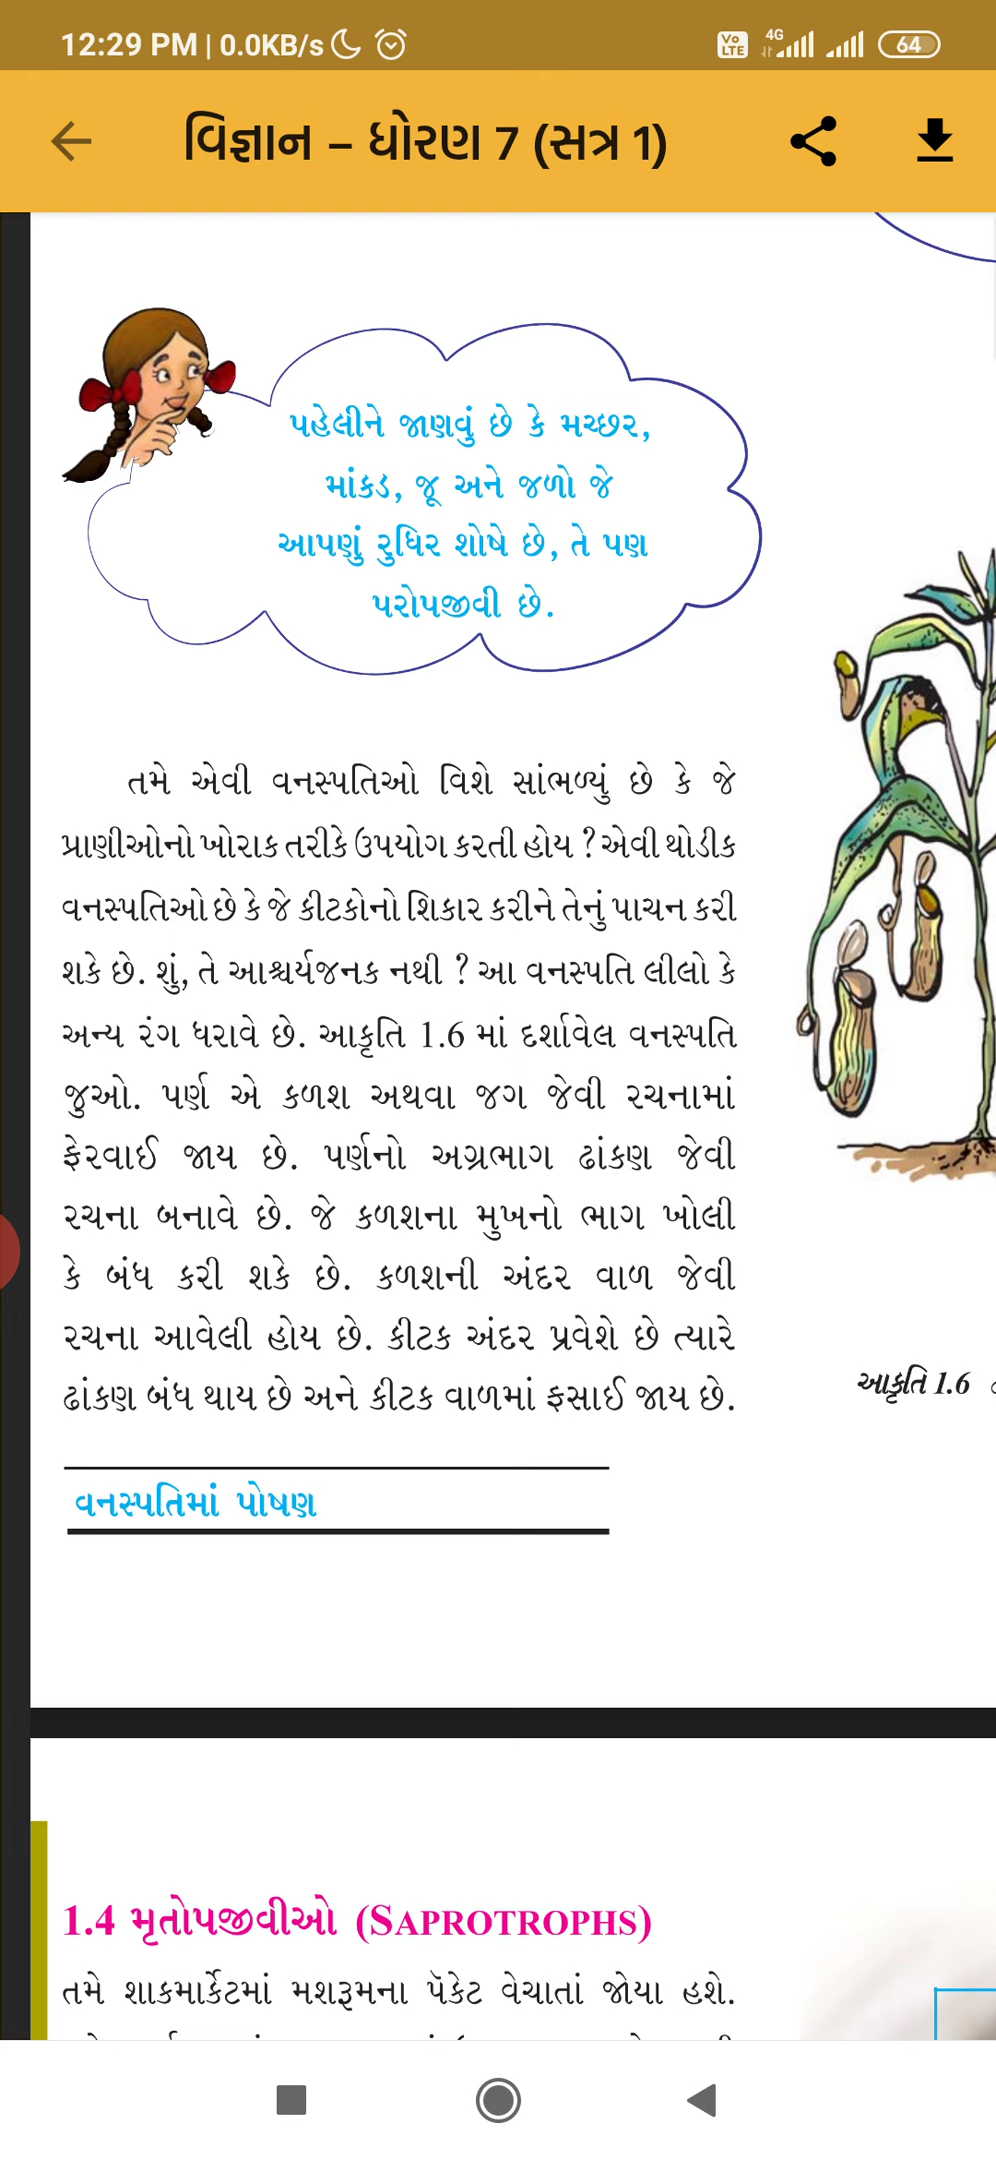 12:29 PM | 0.0KB/s
Vo LTE 4G 64
વિજ્ઞાન – ધોરણ 7 (સત્ર 1)
પહેલીને જાણવું છે કે મચ્છર,
માંકડ, જૂ અને જળો જે
આપણું રુધિર શોષે છે, તે પણ
પરોપજીવી છે.
તમે એવી વનસ્પતિઓ વિશે સાંભળ્યું છે કે જે
પ્રાણીઓનો ખોરાક તરીકે ઉપયોગ કરતી હોય ? એવી થોડીક
વનસ્પતિઓ છે કે જે કીટકોનો શિકાર કરીને તેનું પાચન કરી
શકે છે. શું, તે આશ્ચર્યજનક નથી ? આ વનસ્પતિ લીલો કે
અન્ય રંગ ધરાવે છે. આકૃતિ 1.6 માં દર્શાવેલ વનસ્પતિ
જુઓ. પર્ણ એ કળશ અથવા જગ જેવી રચનામાં
ફેરવાઈ જાય છે. પર્ણનો અગ્રભાગ ઢાંકણ જેવી
રચના બનાવે છે. જે કળશના મુખનો ભાગ ખોલી
કે બંધ કરી શકે છે. કળશની અંદર વાળ જેવી
રચના આવેલી હોય છે. કીટક અંદર પ્રવેશે છે ત્યારે
ઢાંકણ બંધ થાય છે અને કીટક વાળમાં ફસાઈ જાય છે.
આકૃતિ 1.6
વનસ્પતિમાં પોષણ
1.4 મૃતોપજીવીઓ (SAPROTROPHS)
તમે શાકમાર્કેટમાં મશરૂમના પૅકેટ વેચાતાં જોયા હશે.